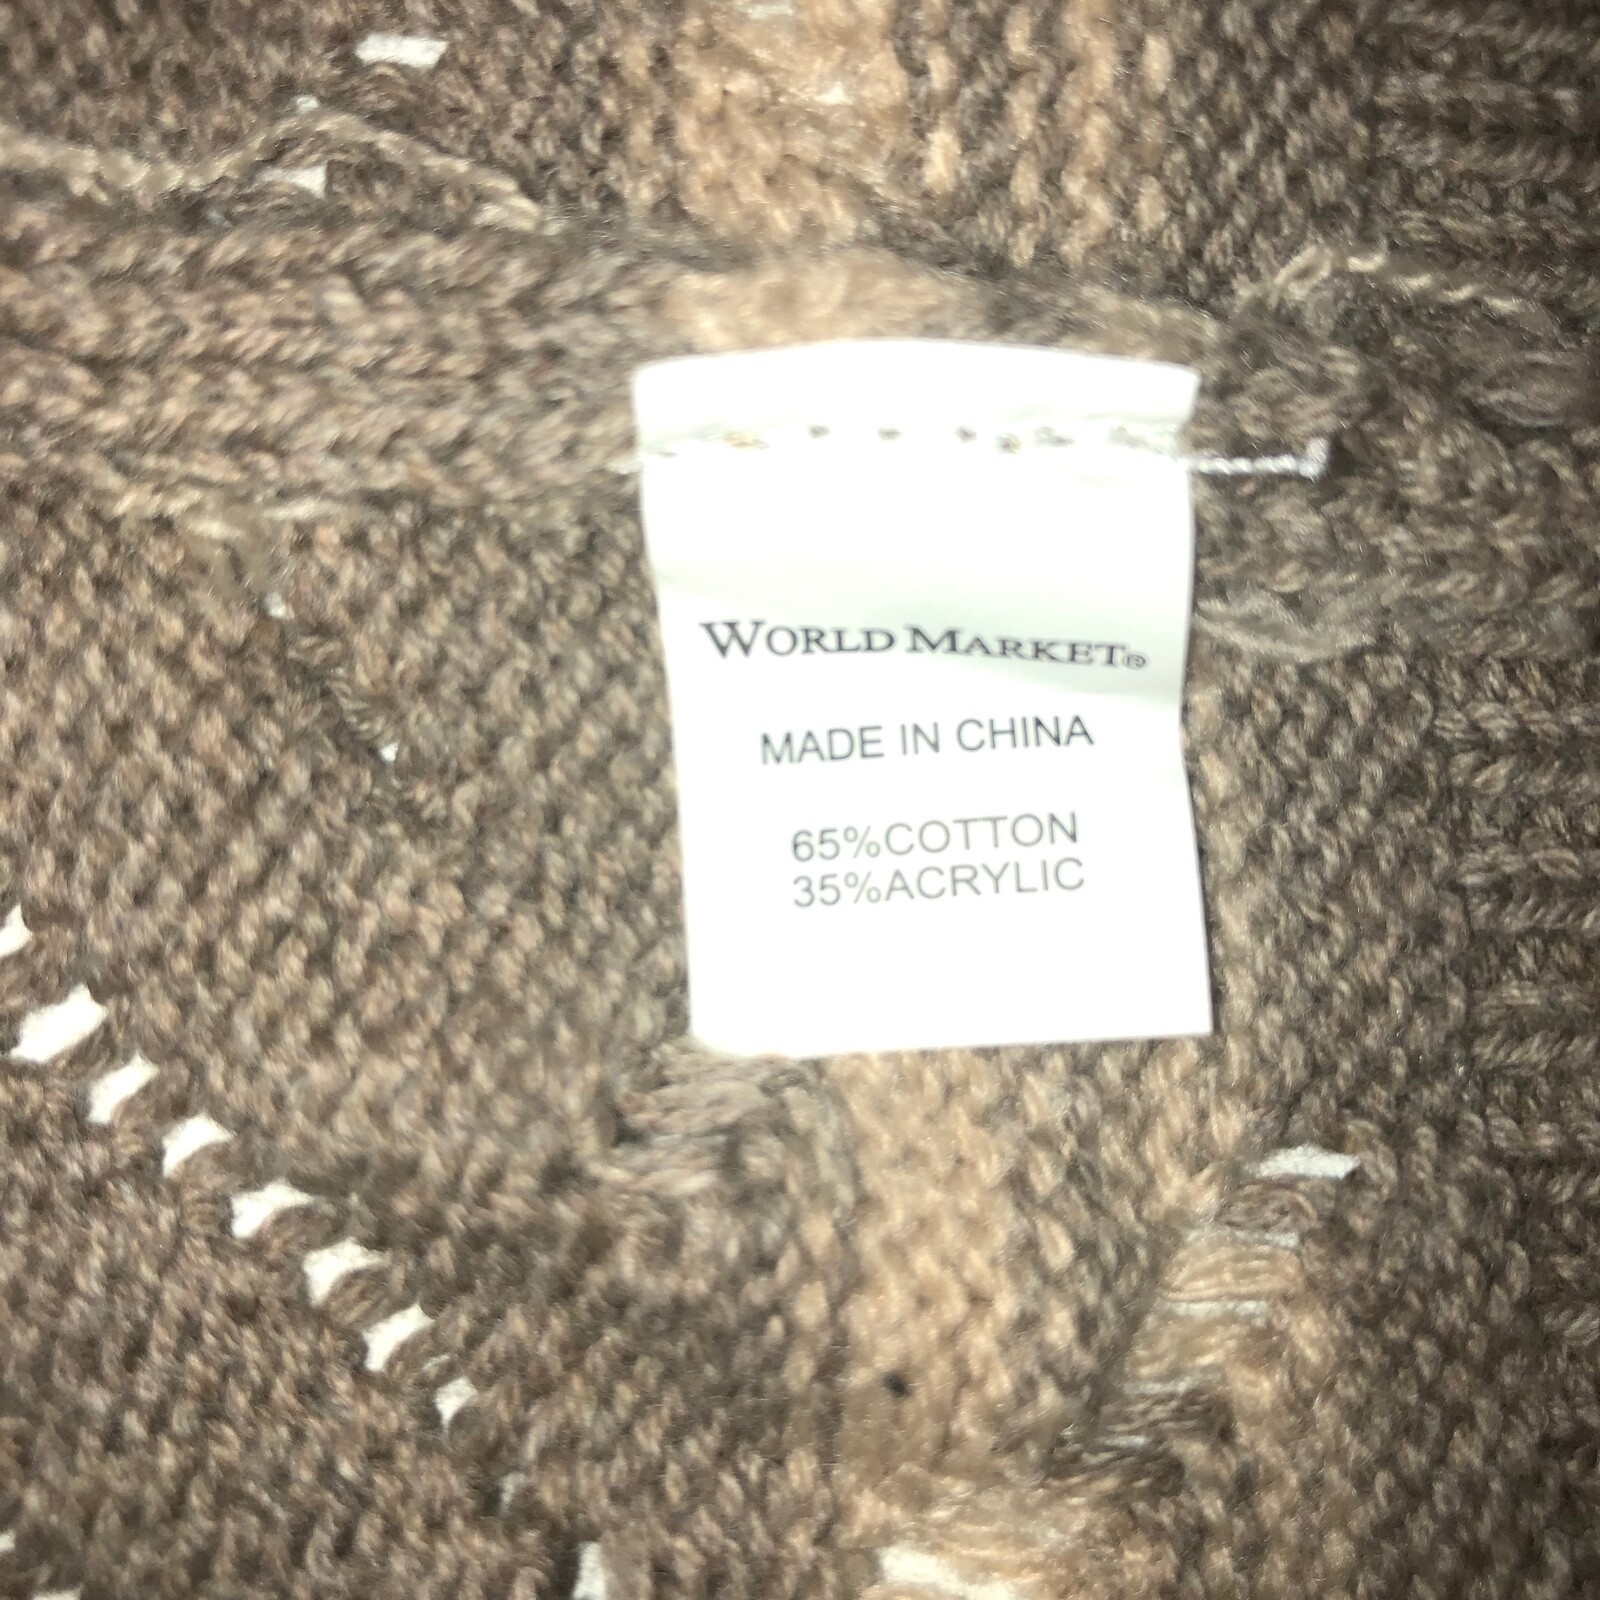 WORLD MARKET®
MADE IN CHINA
65%COTTON
35%ACRYLIC